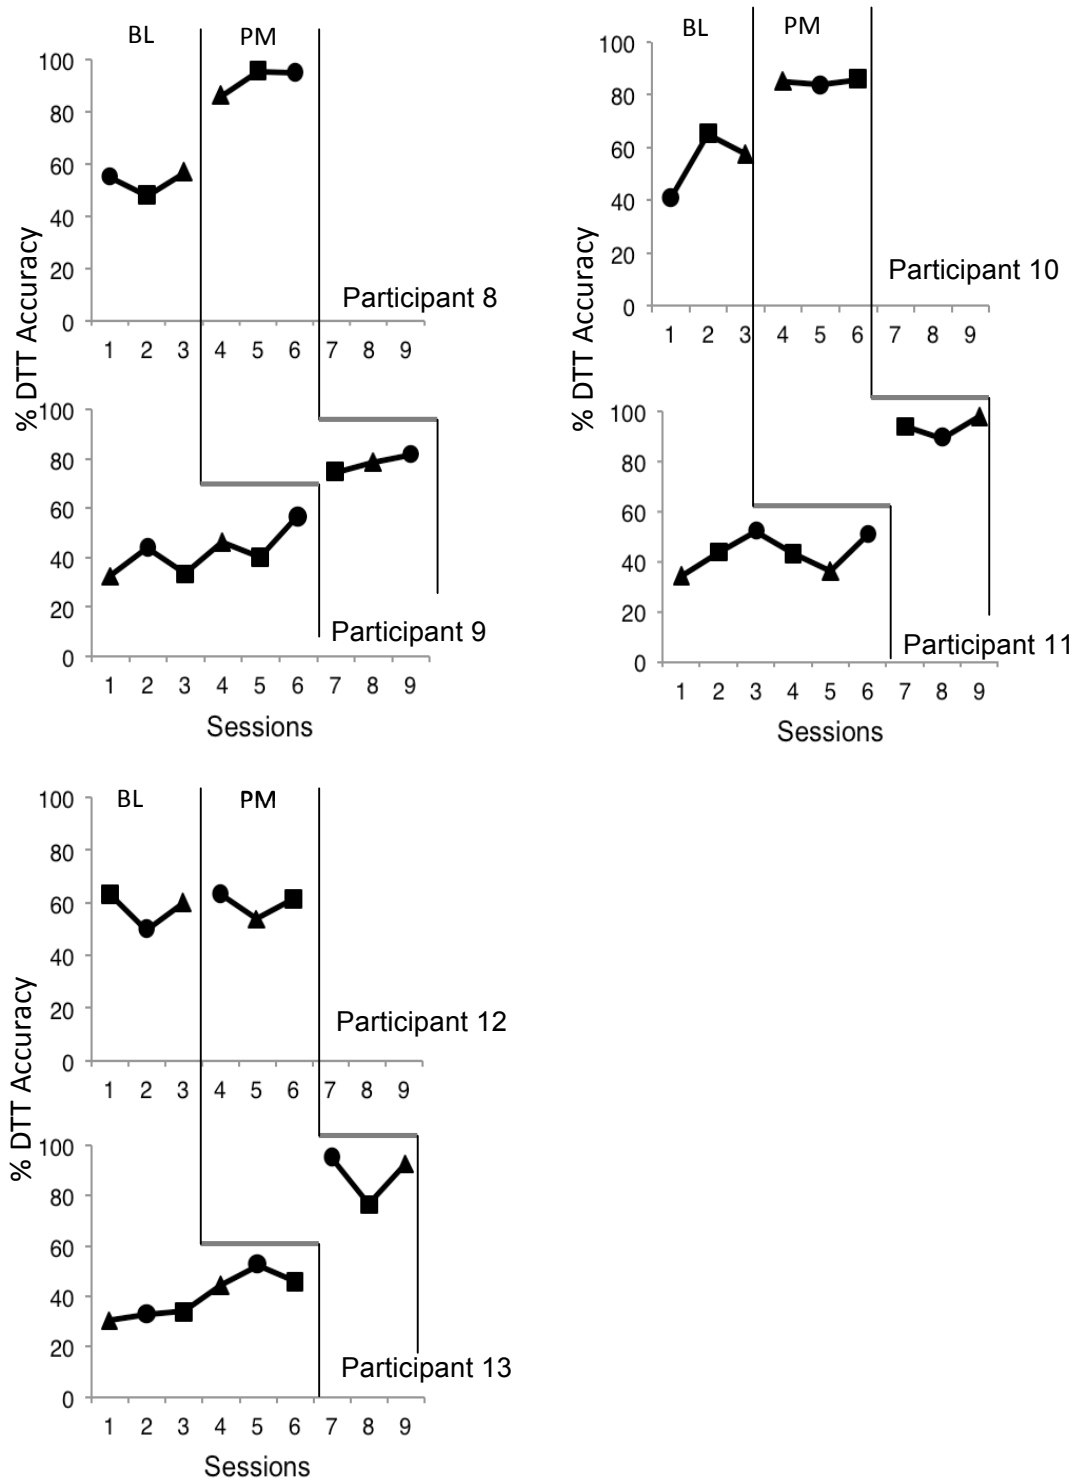 BL PM
100
80
60
40
20
0
1 2 3 4 5 6 7 8 9
Participant 8
% DTT Accuracy
100
80
60
40
20
0
1 2 3 4 5 6 7 8 9
Participant 9
Sessions
BL PM
100
80
60
40
20
0
1 2 3 4 5 6 7 8 9
Participant 10
% DTT Accuracy
100
80
60
40
20
0
1 2 3 4 5 6 7 8 9
Participant 11
Sessions
BL PM
100
80
60
40
20
0
1 2 3 4 5 6 7 8 9
Participant 12
% DTT Accuracy
100
80
60
40
20
0
1 2 3 4 5 6 7 8 9
Participant 13
Sessions